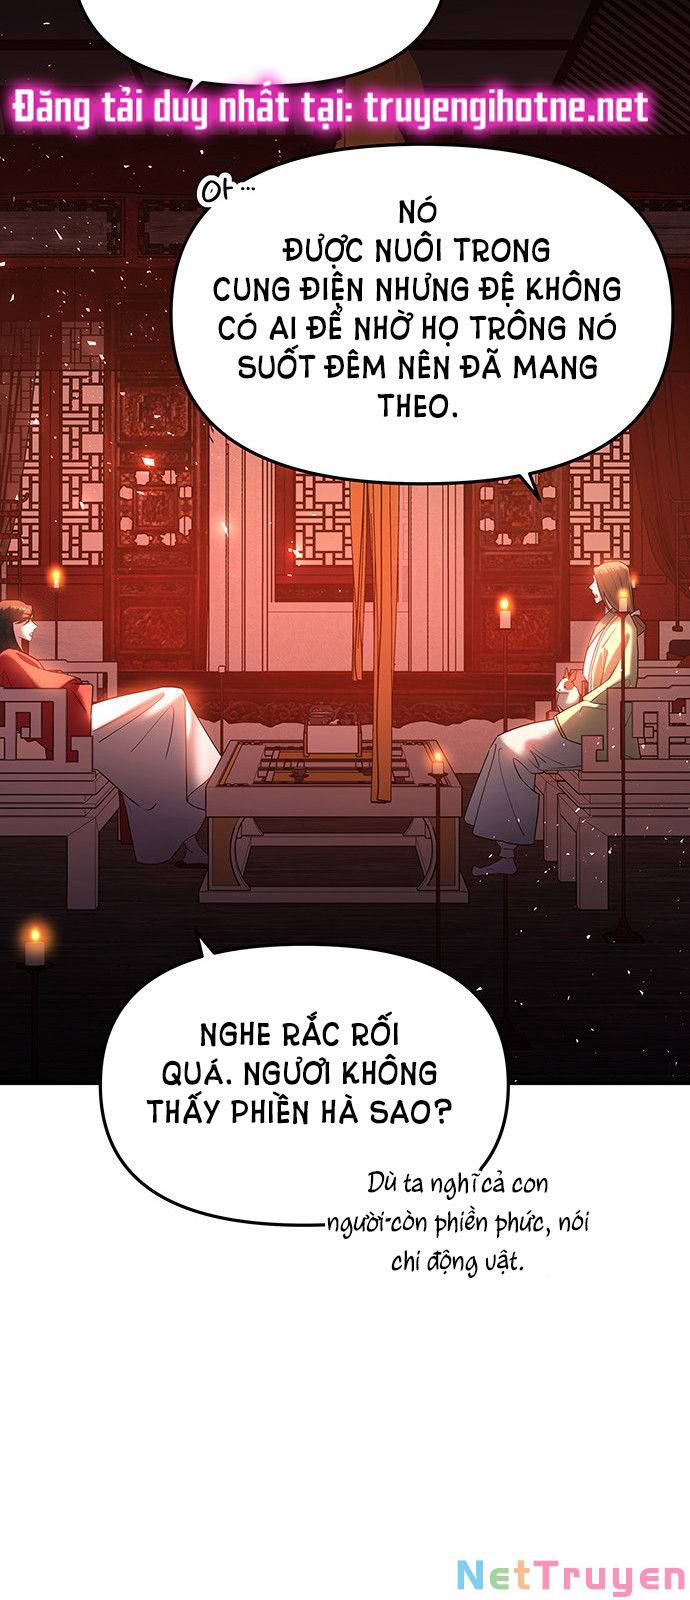 Đăng tải duy nhất tại: truyengihotne.net
아...
NÓ
ĐƯỢC NUÔI TRONG
CUNG ĐIỆN NHƯNG ĐỆ KHÔNG
CÓ AI ĐỂ NHỜ HỌ TRÔNG NÓ
SUỐT ĐÊM NÊN ĐÃ MANG
THEO.
NGHE RẮC RỐI
QUÁ. NGƯƠI KHÔNG
THẤY PHIỀN HÀ SAO?
Dù ta nghĩ cả con
người còn phiền phức, nói
chi động vật.
NetTruyen